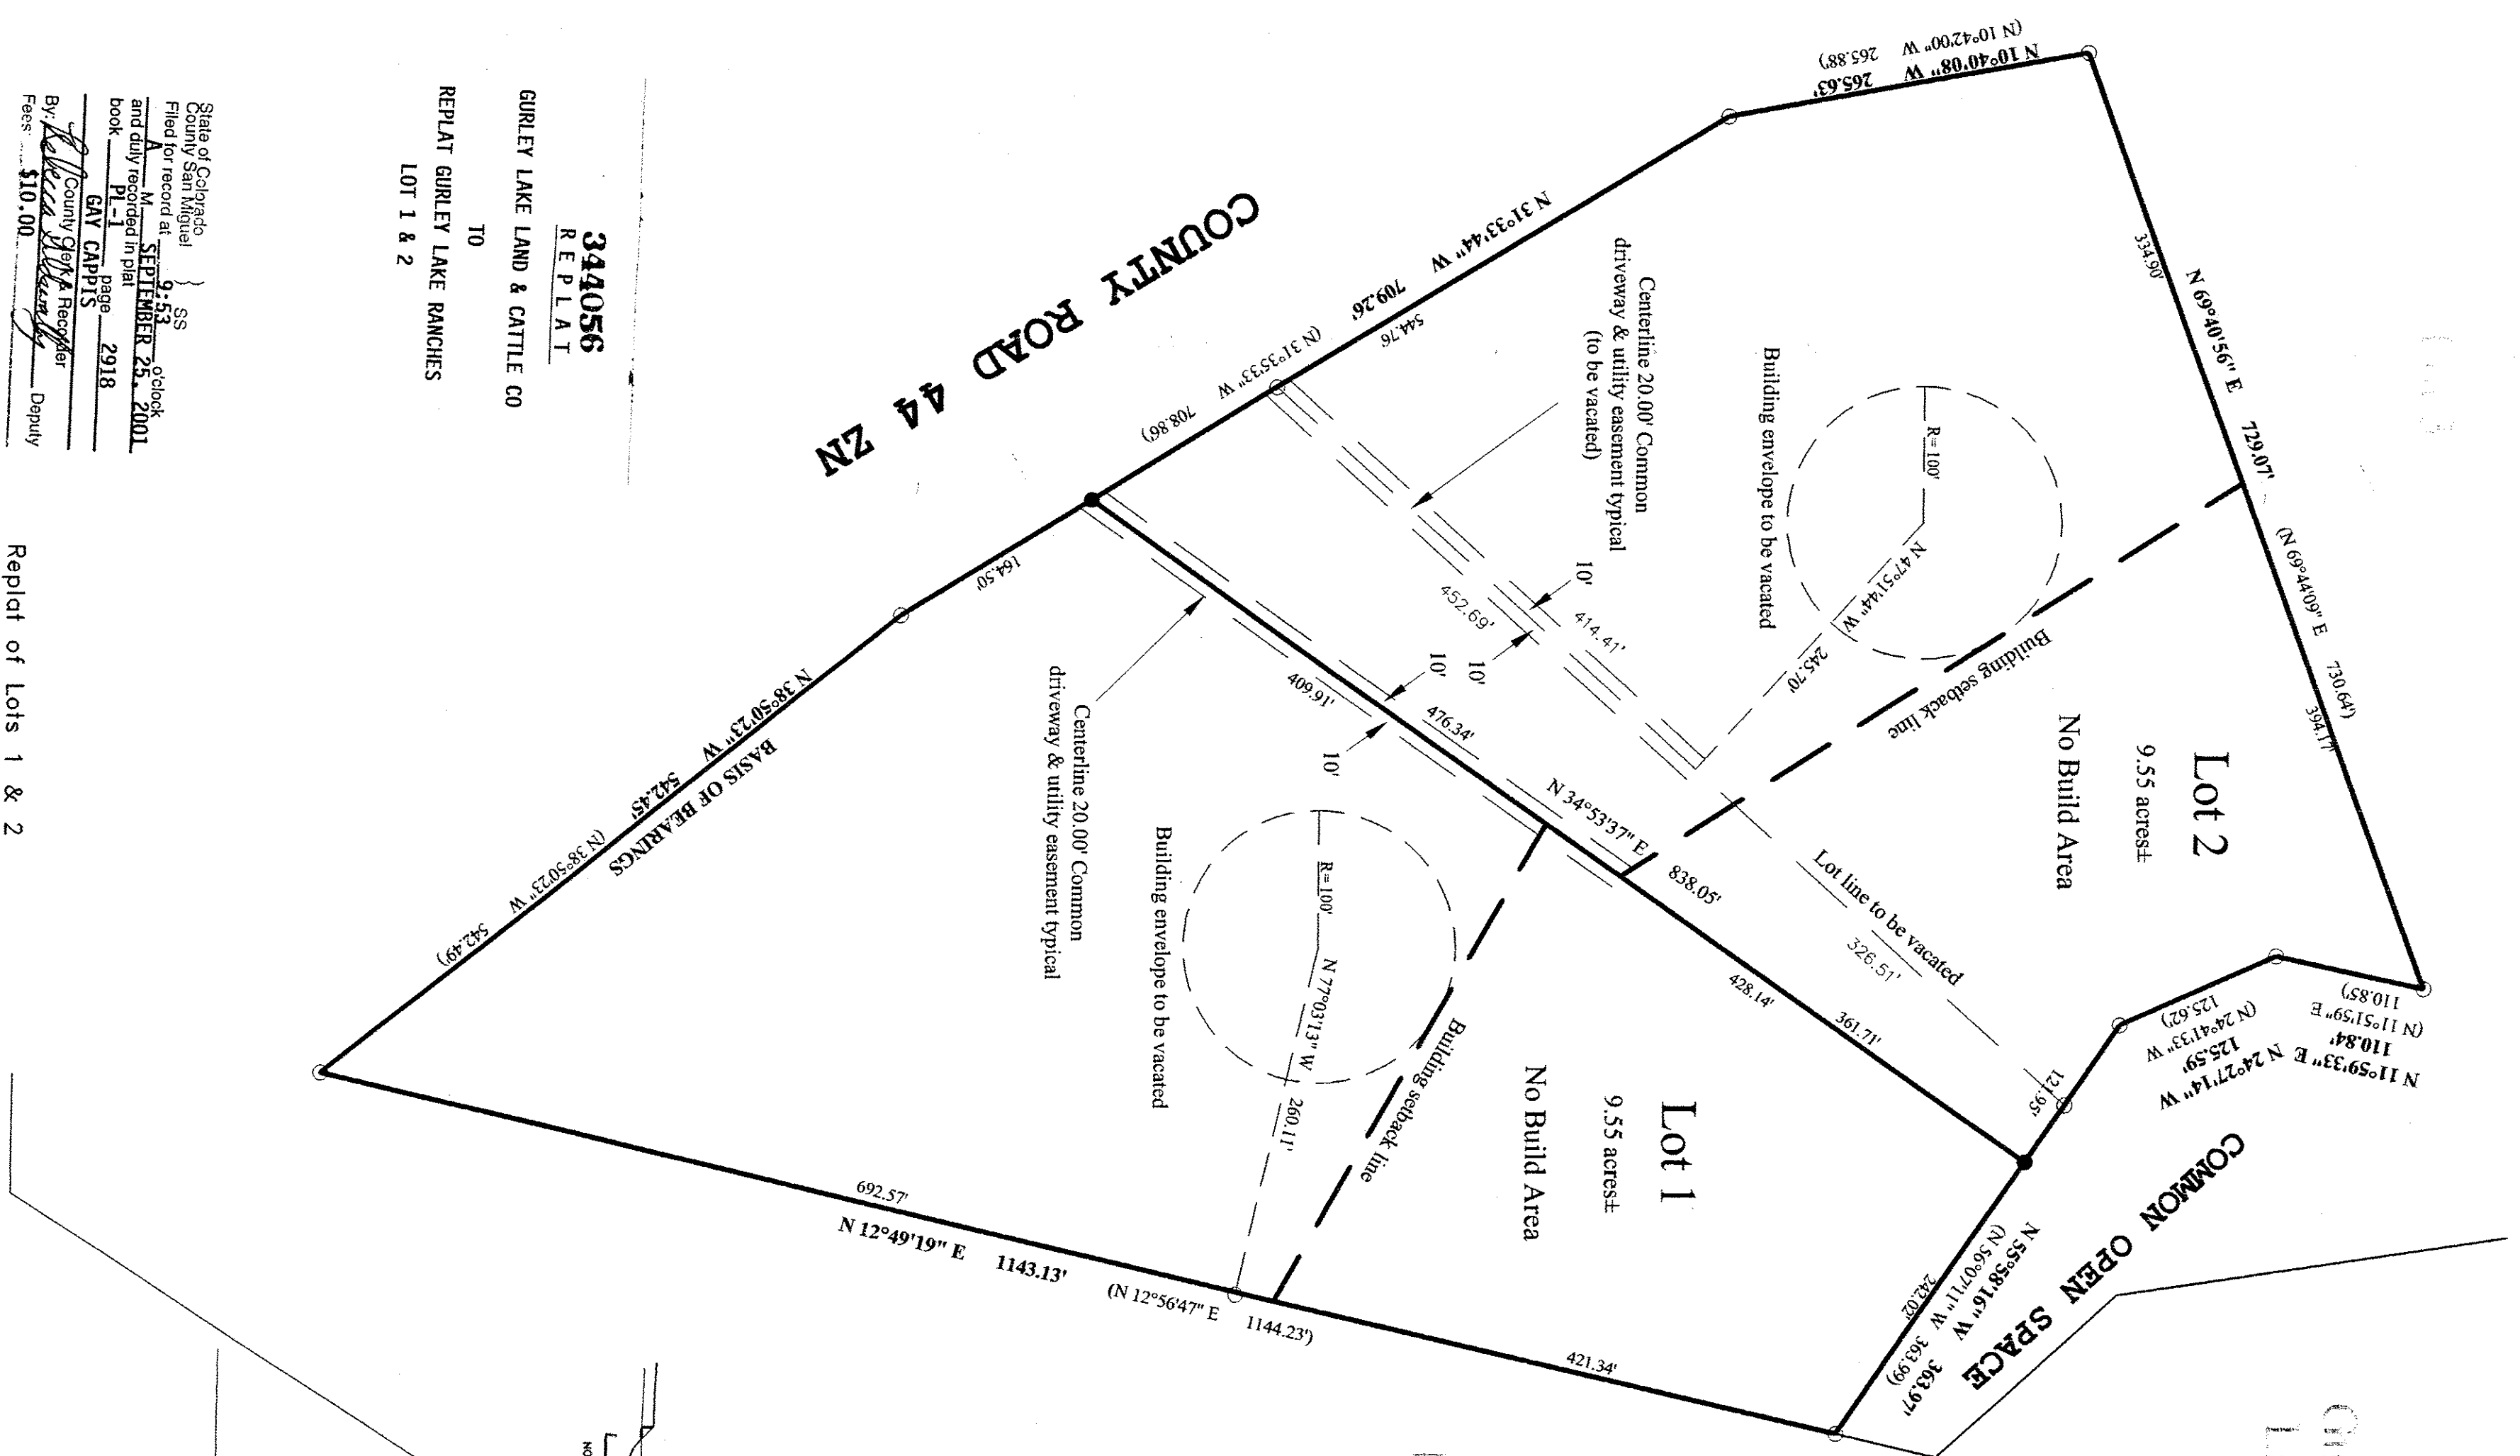 344056
REPLAT
GURLEY LAKE LAND & CATTLE CO
TO
REPLAT GURLEY LAKE RANCHES
LOT 1 & 2
State of Colorado
County San Miguel } SS
Filed for record at 9:53 o'clock
A M. SEPTEMBER 25, 2001
and duly recorded in plat
book PL-1 page 2918
GAY CAPPIS
County Clerk & Recorder
By: Deputy
Fees: $10.00
Replat of Lots 1 & 2
COUNTY ROAD 44 ZN
N 10°40'08" W 265.63'
(N 10°42'00" W 265.88')
N 31°33'44" W 709.26'
544.76'
(N 31°35'33" W 708.86')
164.50'
N 38°50'23" W 542.45'
BASIS OF BEARINGS
(N 38°50'23" W 542.49')
334.90'
N 69°40'56" E 729.07'
(N 69°44'09" E 730.64')
394.17'
Lot 2
9.55 acres±
No Build Area
Building setback line
R=100'
N 47°51'44" W 245.70'
Building envelope to be vacated
Centerline 20.00' Common
driveway & utility easement typical
(to be vacated)
10'
10'
414.41'
452.69'
Lot line to be vacated
326.51'
10'
10'
409.91'
476.34'
N 34°53'37" E 838.05'
428.14'
361.71'
Centerline 20.00' Common
driveway & utility easement typical
Lot 1
9.55 acres±
No Build Area
Building setback line
R=100'
N 77°03'13" W 260.11'
Building envelope to be vacated
692.57'
N 12°49'19" E 1143.13'
(N 12°56'47" E 1144.23')
421.34'
N 11°59'33" E
110.84'
(N 11°51'59" E
110.85')
N 24°27'14" W
125.59'
(N 24°41'33" W
125.62')
121.95'
COMMON OPEN SPACE
N 55°58'16" W 363.97'
(N 56°07'11" W 363.99')
242.02'
NO